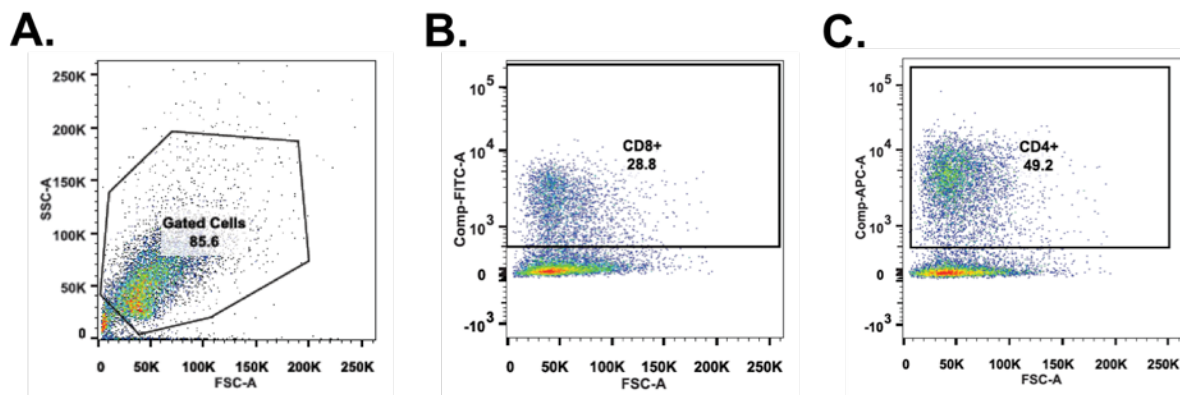 A.
B.
C.
250K
200K
150K
100K
50K
0
SSC-A
Gated Cells
85.6
0
50K
100K
150K
200K
250K
FSC-A
10^5
10^4
10^3
0
-10^3
Comp-FITC-A
CD8+
28.8
0
50K
100K
150K
200K
250K
FSC-A
10^5
10^4
10^3
0
-10^3
Comp-APC-A
CD4+
49.2
0
50K
100K
150K
200K
250K
FSC-A